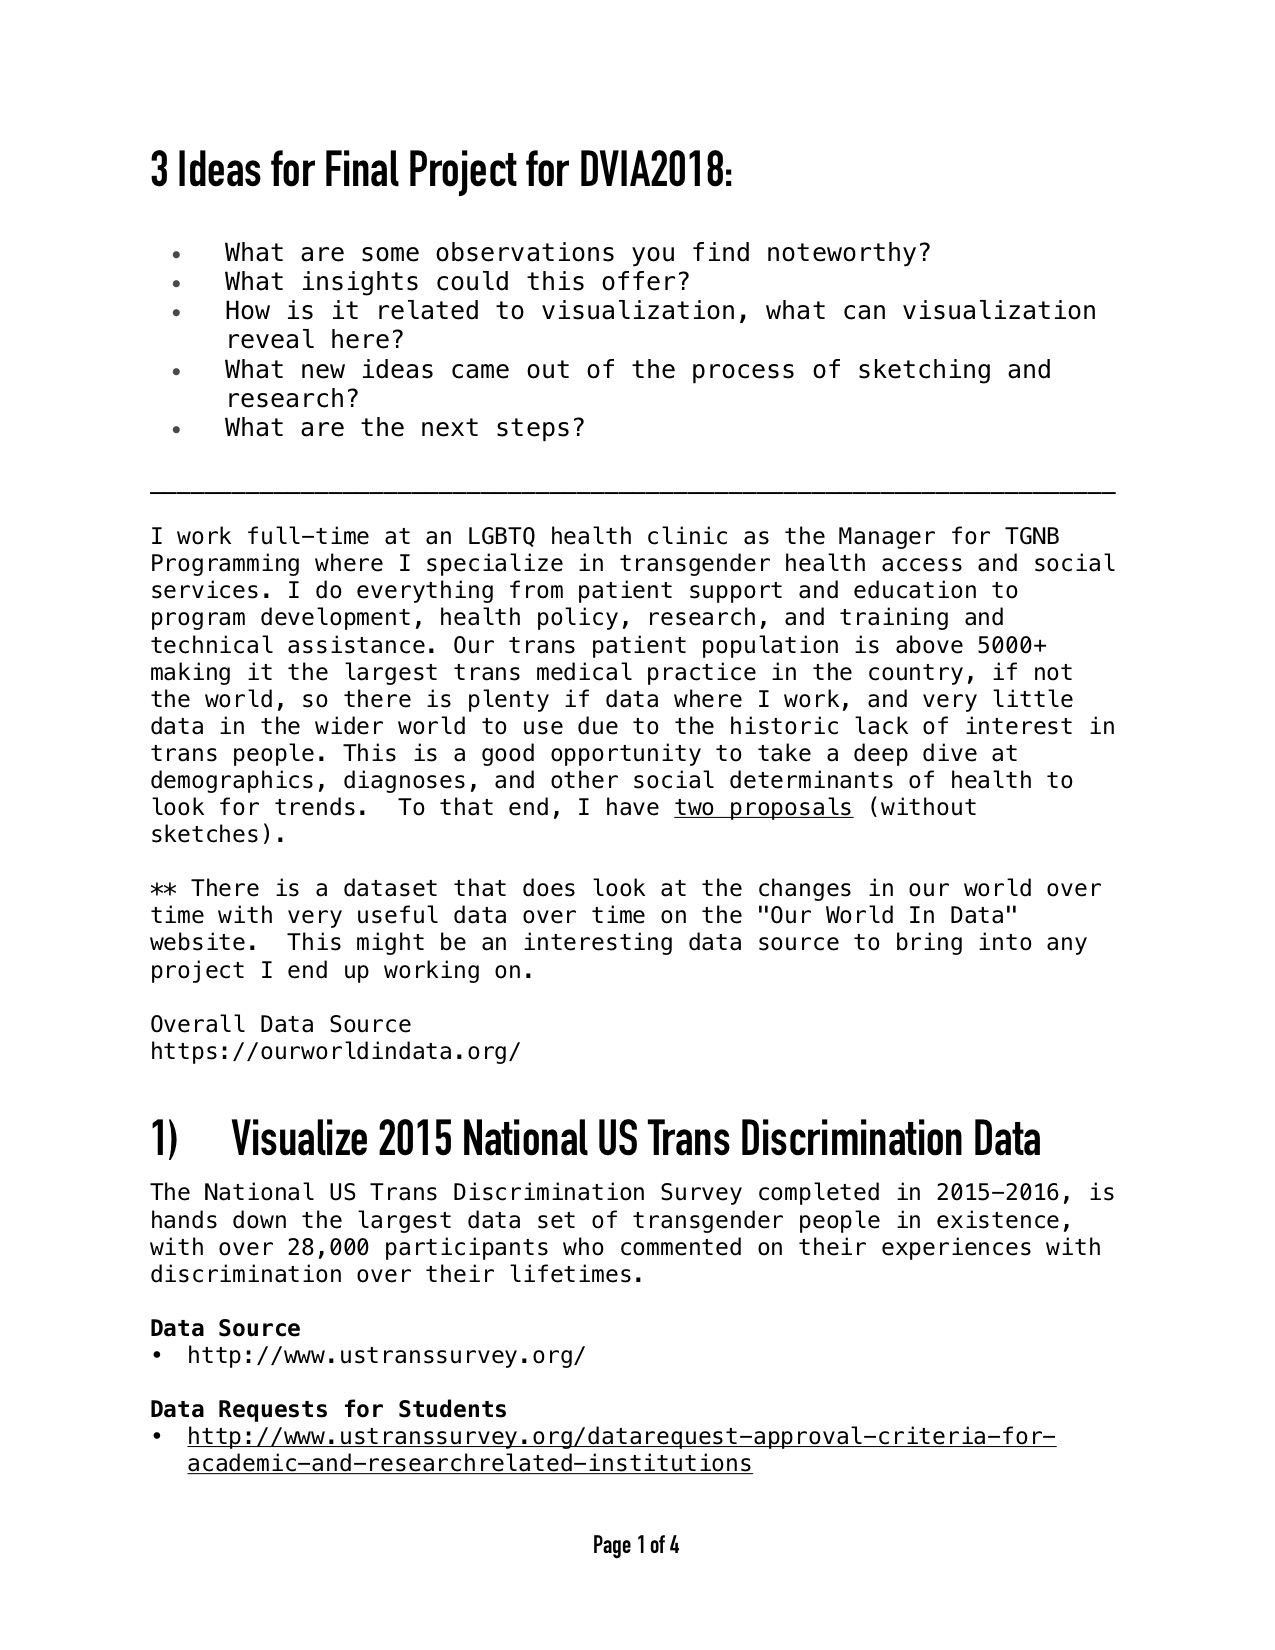 3 Ideas for Final Project for DVIA2018:
• What are some observations you find noteworthy?
• What insights could this offer?
• How is it related to visualization, what can visualization
reveal here?
• What new ideas came out of the process of sketching and
research?
• What are the next steps?
I work full-time at an LGBTQ health clinic as the Manager for TGNB
Programming where I specialize in transgender health access and social
services. I do everything from patient support and education to
program development, health policy, research, and training and
technical assistance. Our trans patient population is above 5000+
making it the largest trans medical practice in the country, if not
the world, so there is plenty if data where I work, and very little
data in the wider world to use due to the historic lack of interest in
trans people. This is a good opportunity to take a deep dive at
demographics, diagnoses, and other social determinants of health to
look for trends.  To that end, I have two proposals (without
sketches).
** There is a dataset that does look at the changes in our world over
time with very useful data over time on the "Our World In Data"
website.  This might be an interesting data source to bring into any
project I end up working on.
Overall Data Source
https://ourworldindata.org/
1) Visualize 2015 National US Trans Discrimination Data
The National US Trans Discrimination Survey completed in 2015-2016, is
hands down the largest data set of transgender people in existence,
with over 28,000 participants who commented on their experiences with
discrimination over their lifetimes.
Data Source
• http://www.ustranssurvey.org/
Data Requests for Students
• http://www.ustranssurvey.org/datarequest-approval-criteria-for-
academic-and-researchrelated-institutions
Page 1 of 4